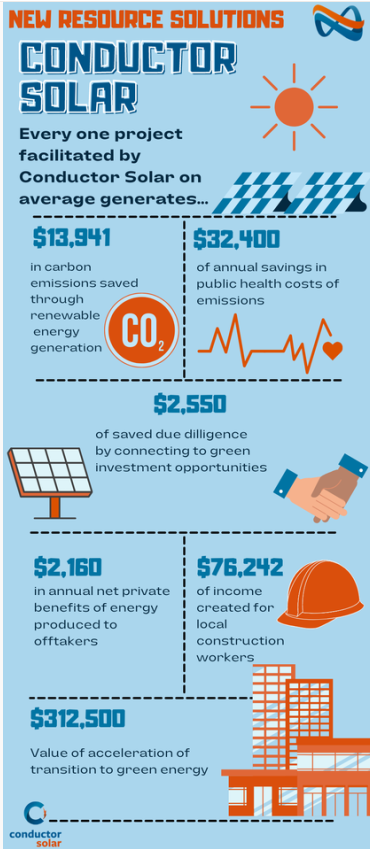 NEW RESOURCE SOLUTIONS
CONDUCTOR
SOLAR
Every one project
facilitated by
Conductor Solar on
average generates...
$13,941
in carbon
emissions saved
through
renewable
energy
generation
CO2
$32,400
of annual savings in
public health costs of
emissions
$2,550
of saved due dilligence
by connecting to green
investment opportunities
$2,160
in annual net private
benefits of energy
produced to
offtakers
$76,242
of income
created for
local
construction
workers
$312,500
Value of acceleration of
transition to green energy
conductor
solar